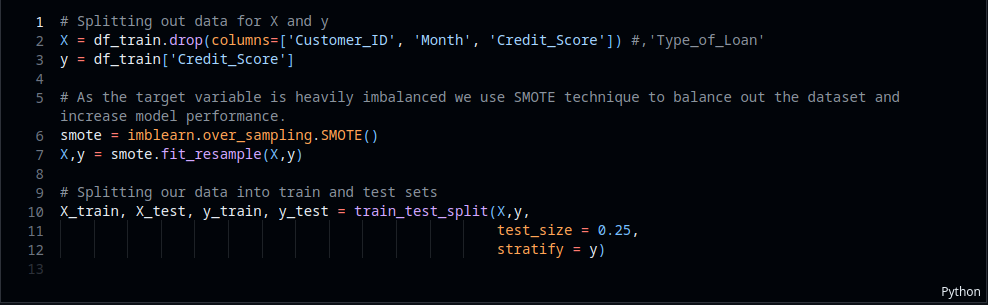 1 # Splitting out data for X and y
2 X = df_train.drop(columns=['Customer_ID', 'Month', 'Credit_Score']) #,'Type_of_Loan'
3 y = df_train['Credit_Score']
4
5 # As the target variable is heavily imbalanced we use SMOTE technique to balance out the dataset and
increase model performance.
6 smote = imblearn.over_sampling.SMOTE()
7 X,y = smote.fit_resample(X,y)
8
9 # Splitting our data into train and test sets
10 X_train, X_test, y_train, y_test = train_test_split(X,y,
11 test_size = 0.25,
12 stratify = y)
13
Python